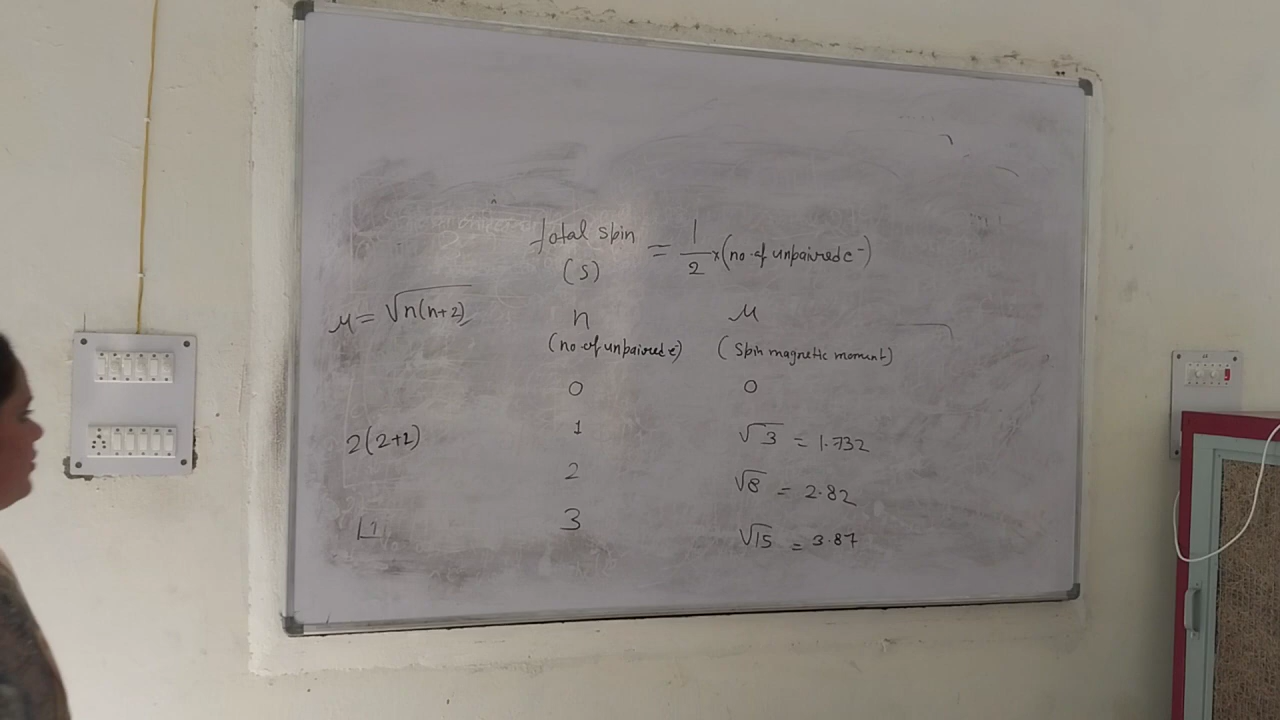 Total spin = 1/2 × (no. of unpaired e⁻)
(S)
μ = √n(n+2)
n μ
(no of unpaired e) (Spin magnetic moment)
0 0
1 √3 = 1.732
2(2+2)
2 √8 = 2.82
3 √15 = 3.87